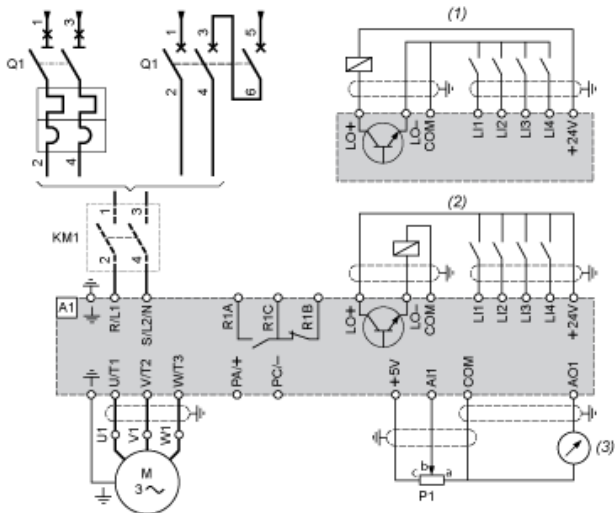 1 3
Q1
2 4
1 3 5
Q1
2 4 6
(1)
LO+ LO– COM LI1 LI2 LI3 LI4 +24V
1 3
KM1
2 4
(2)
A1
R/L1 S/L2/N R1A R1C R1B LO+ LO– COM LI1 LI2 LI3 LI4 +24V
U/T1 V/T2 W/T3 PA/+ PC/– +5V AI1 COM AO1
U1 V1 W1
M
3
c b a
P1
(3)